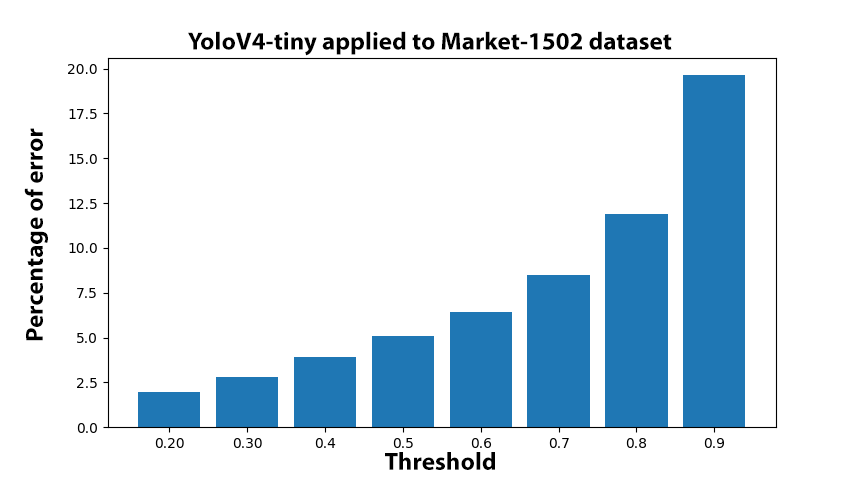 YoloV4-tiny applied to Market-1502 dataset
Percentage of error
20.0
17.5
15.0
12.5
10.0
7.5
5.0
2.5
0.0
0.20 0.30 0.4 0.5 0.6 0.7 0.8 0.9
Threshold